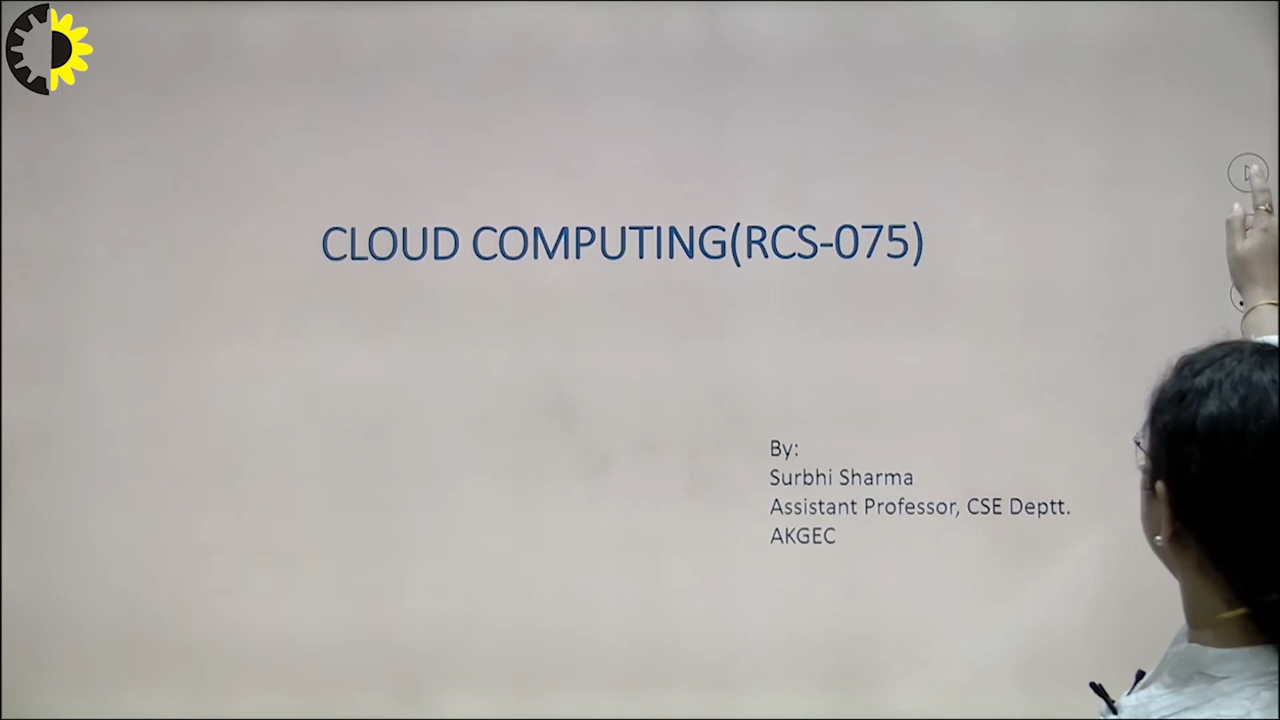 CLOUD COMPUTING(RCS-075)
By:
Surbhi Sharma
Assistant Professor, CSE Deptt.
AKGEC